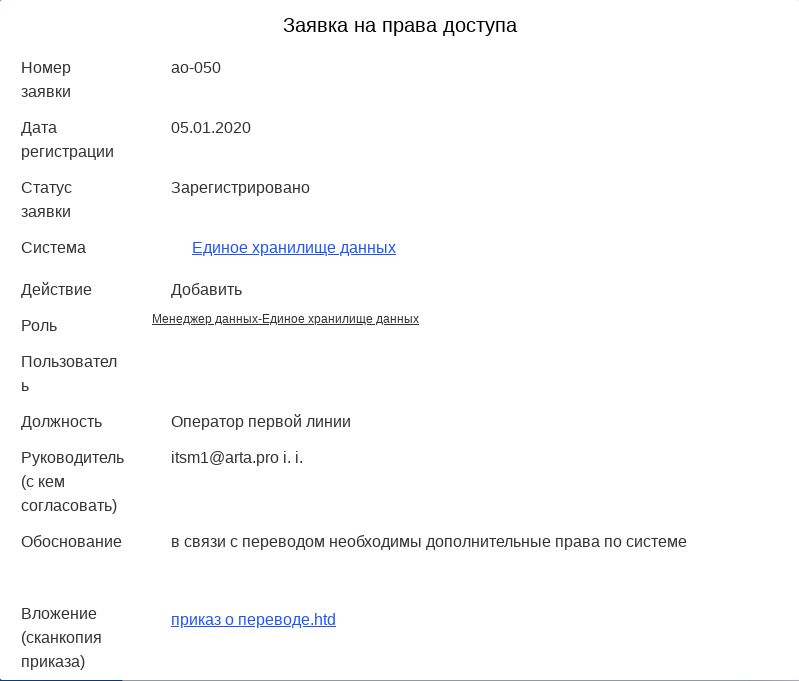 Заявка на права доступа
Номер ао-050
заявки
Дата 05.01.2020
регистрации
Статус Зарегистрировано
заявки
Система Единое хранилище данных
Действие Добавить
Роль Менеджер данных-Единое хранилище данных
Пользовател
ь
Должность Оператор первой линии
Руководитель itsm1@arta.pro i. i.
(с кем
согласовать)
Обоснование в связи с переводом необходимы дополнительные права по системе
Вложение приказ о переводе.htd
(сканкопия
приказа)